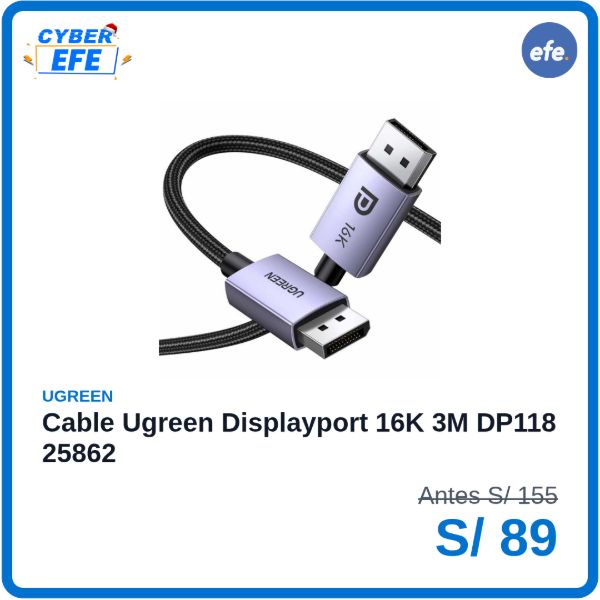 CYBER
EFE
efe.
16K
UGREEN
UGREEN
Cable Ugreen Displayport 16K 3M DP118
25862
Antes S/ 155
S/ 89